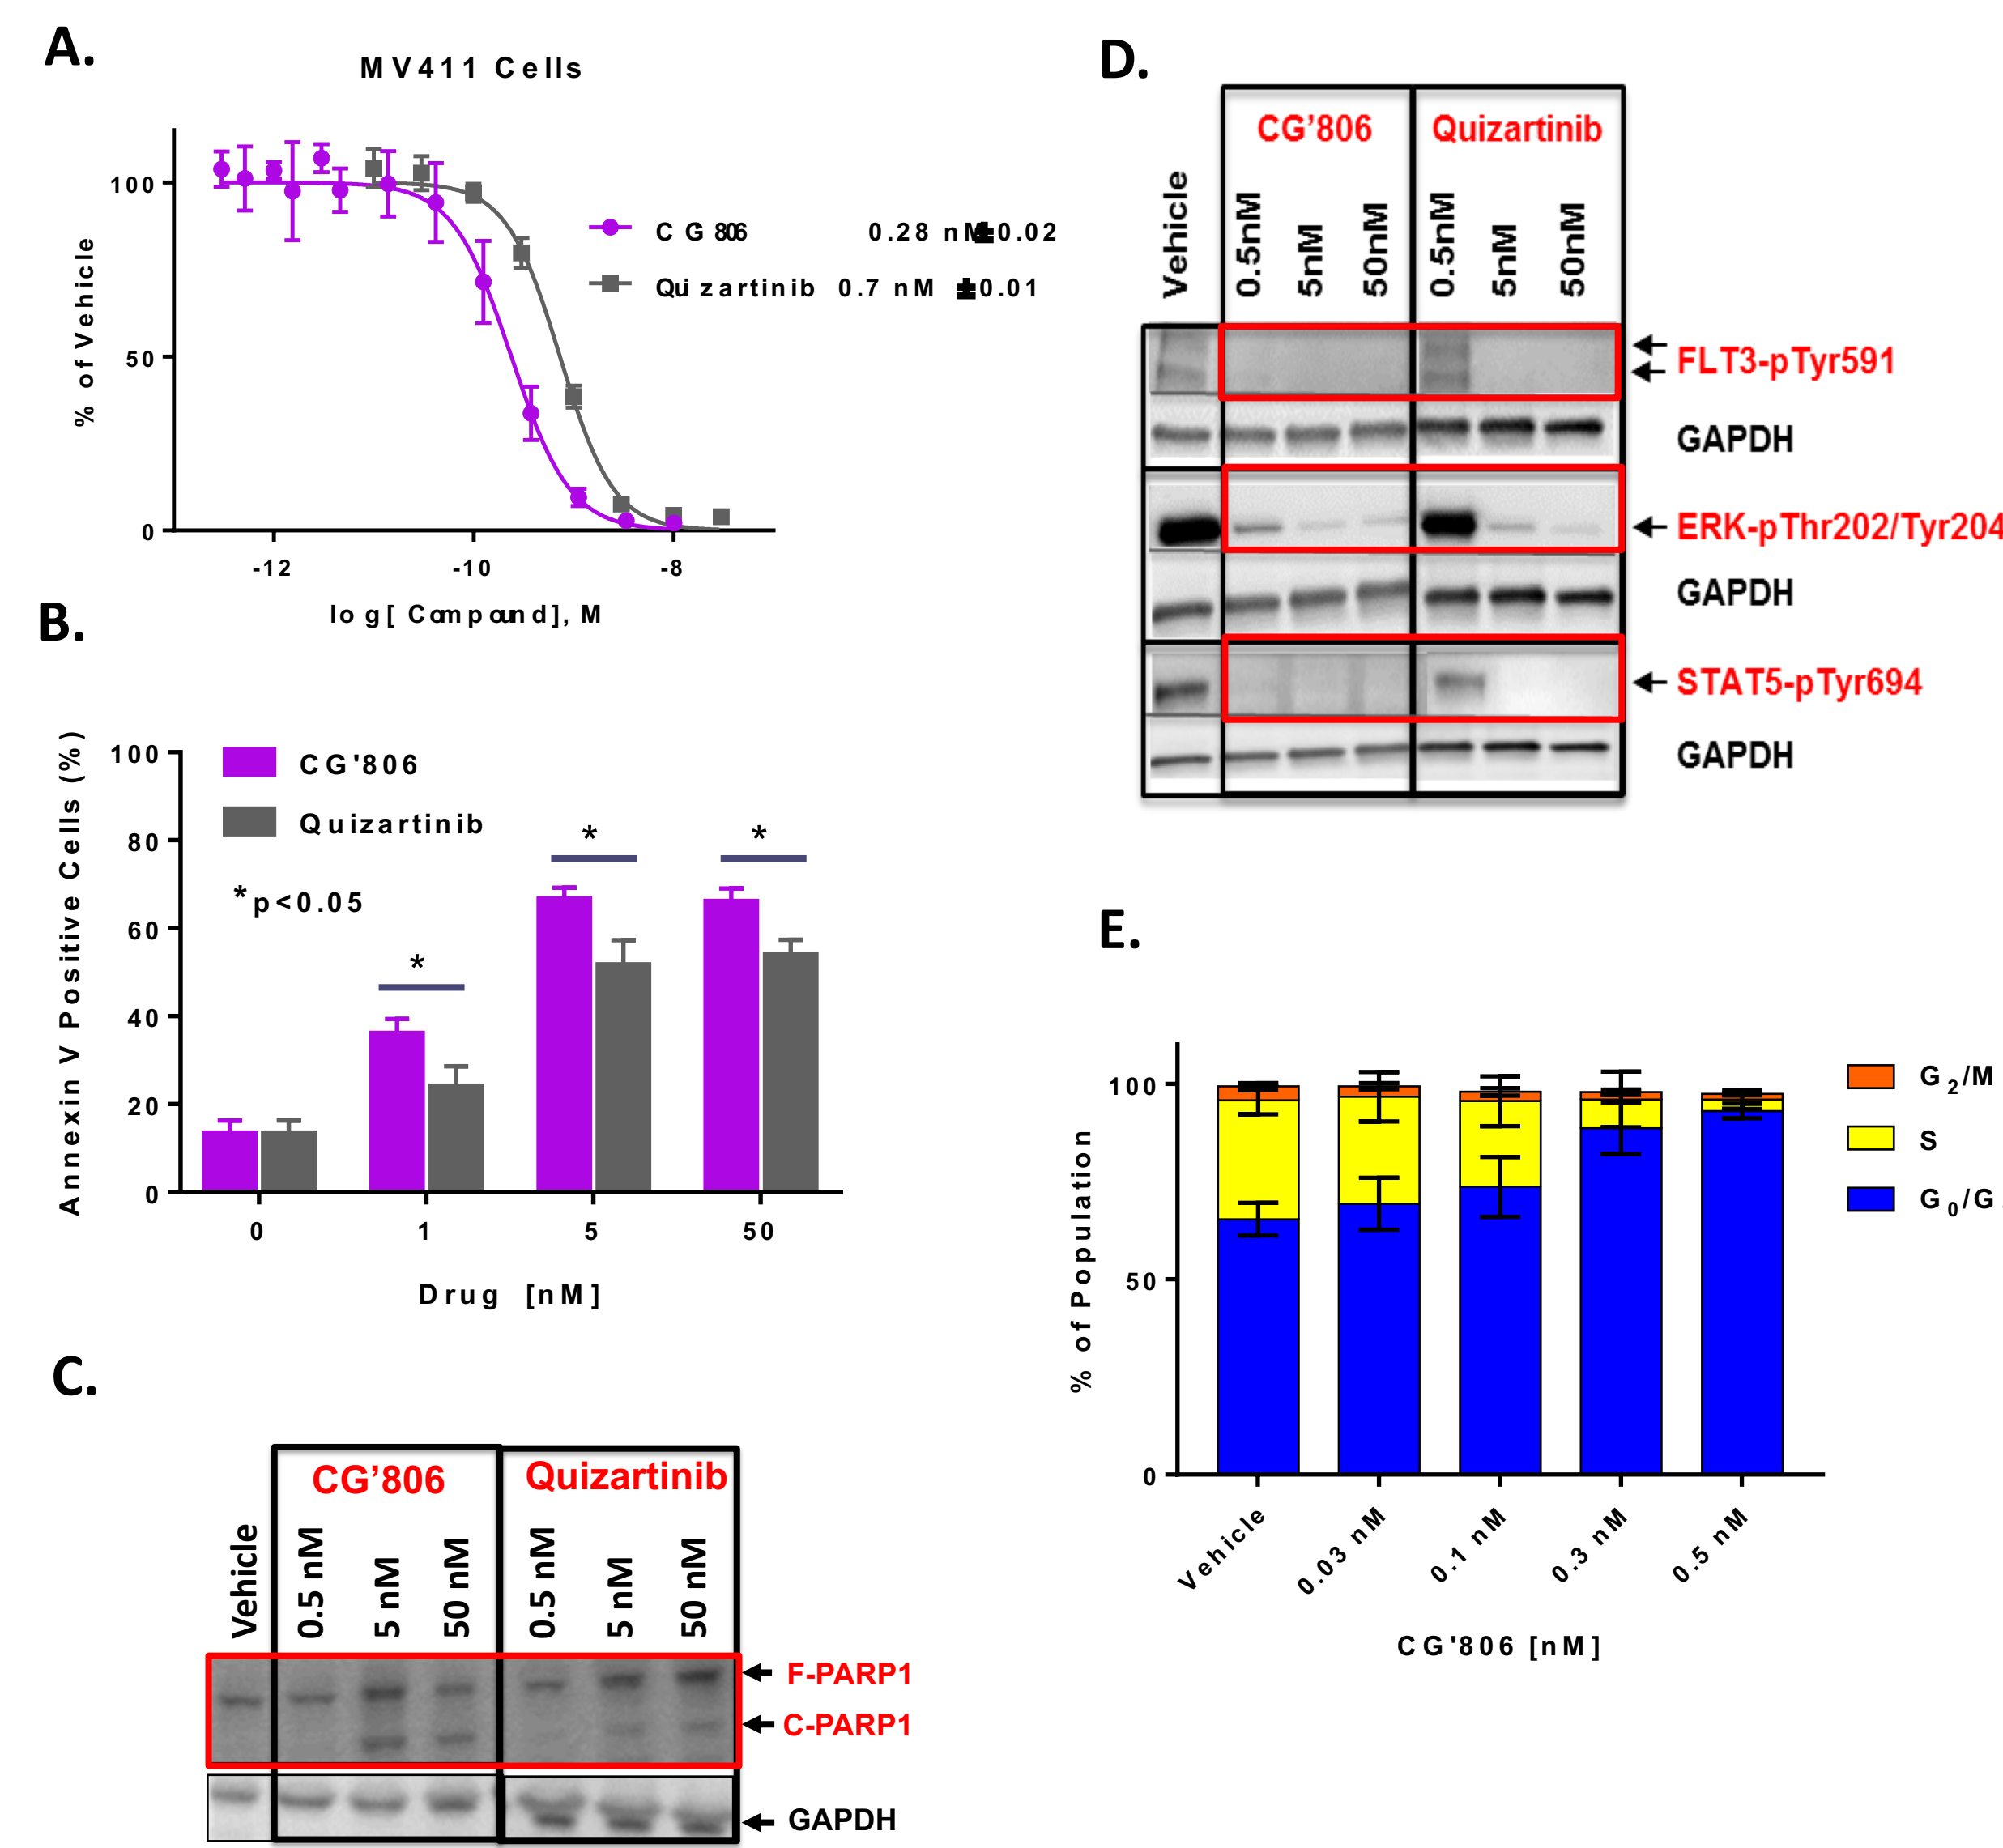 A.
MV411 Cells
% of Vehicle
100
50
0
-12
-10
-8
log[Compound], M
CG'806 0.28 nM ±0.02
Quizartinib 0.7 nM ±0.01
B.
Annexin V Positive Cells (%)
100
80
60
40
20
0
CG'806
Quizartinib
*p<0.05
*
*
*
0
1
5
50
Drug [nM]
C.
CG’806
Quizartinib
Vehicle
0.5 nM
5 nM
50 nM
0.5 nM
5 nM
50 nM
F-PARP1
C-PARP1
GAPDH
D.
CG’806
Quizartinib
Vehicle
0.5nM
5nM
50nM
0.5nM
5nM
50nM
FLT3-pTyr591
GAPDH
ERK-pThr202/Tyr204
GAPDH
STAT5-pTyr694
GAPDH
E.
% of Population
100
50
0
G2/M
S
G0/G
Vehicle
0.03 nM
0.1 nM
0.3 nM
0.5 nM
CG'806 [nM]